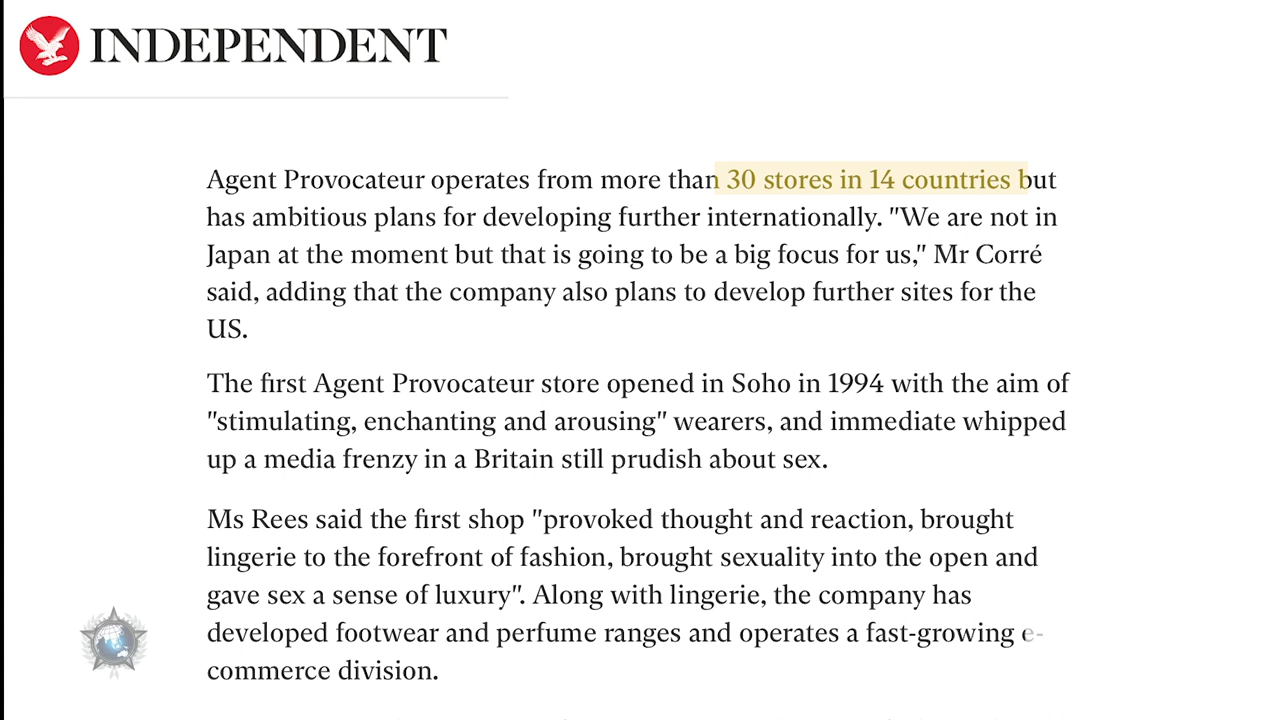 INDEPENDENT
Agent Provocateur operates from more than 30 stores in 14 countries but
has ambitious plans for developing further internationally. "We are not in
Japan at the moment but that is going to be a big focus for us," Mr Corré
said, adding that the company also plans to develop further sites for the
US.
The first Agent Provocateur store opened in Soho in 1994 with the aim of
"stimulating, enchanting and arousing" wearers, and immediate whipped
up a media frenzy in a Britain still prudish about sex.
Ms Rees said the first shop "provoked thought and reaction, brought
lingerie to the forefront of fashion, brought sexuality into the open and
gave sex a sense of luxury". Along with lingerie, the company has
developed footwear and perfume ranges and operates a fast-growing e-
commerce division.